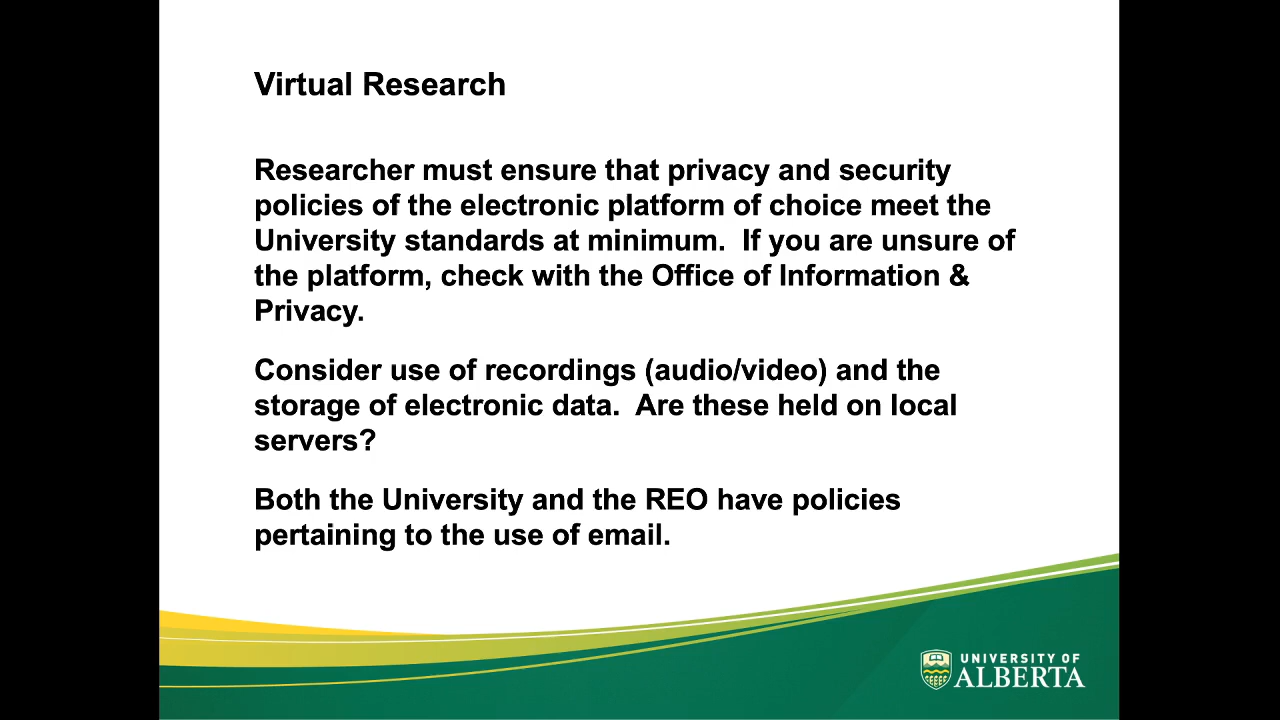 Virtual Research
Researcher must ensure that privacy and security
policies of the electronic platform of choice meet the
University standards at minimum.  If you are unsure of
the platform, check with the Office of Information &
Privacy.
Consider use of recordings (audio/video) and the
storage of electronic data.  Are these held on local
servers?
Both the University and the REO have policies
pertaining to the use of email.
UNIVERSITY OF
ALBERTA